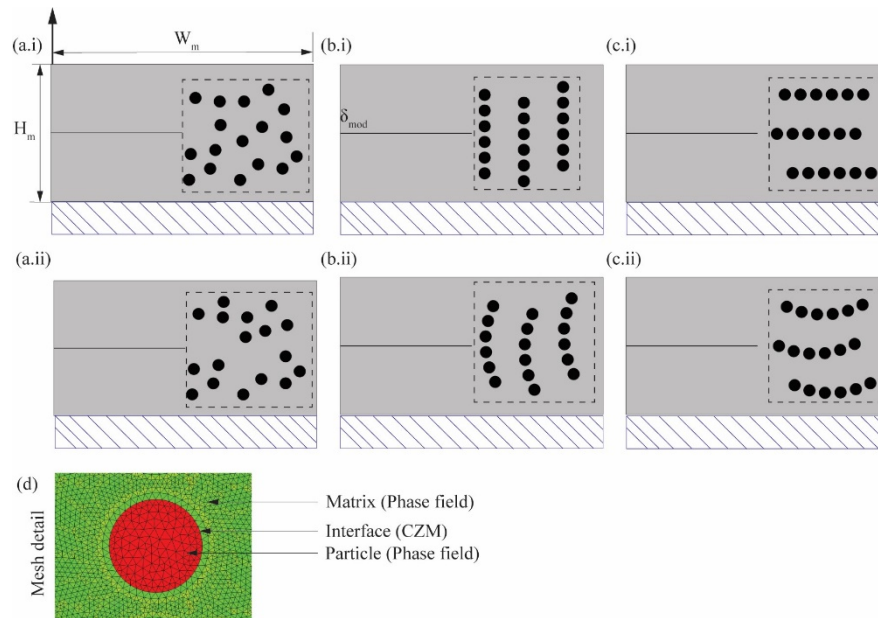 (a.i)
W_m
(b.i)
(c.i)
H_m
δ_mod
(a.ii)
(b.ii)
(c.ii)
(d)
Mesh detail
Matrix (Phase field)
Interface (CZM)
Particle (Phase field)